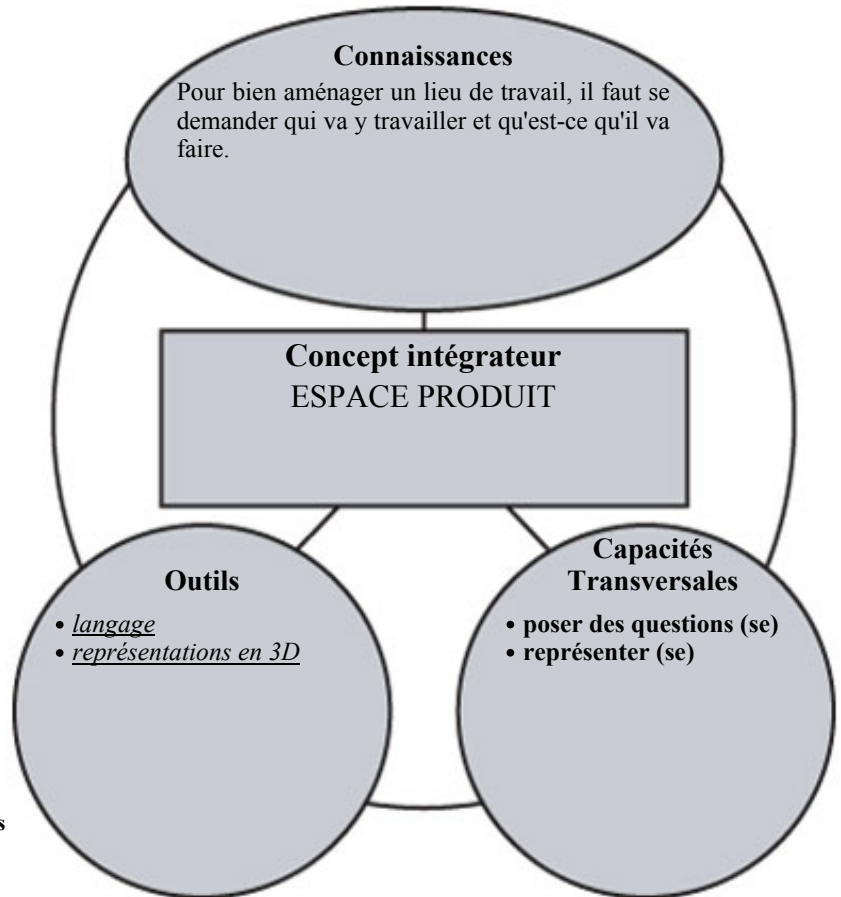 Connaissances
Pour bien aménager un lieu de travail, il faut se
demander qui va y travailler et qu'est-ce qu'il va
faire.
Concept intégrateur
ESPACE PRODUIT
Outils
• langage
• représentations en 3D
Capacités
Transversales
• poser des questions (se)
• représenter (se)
s